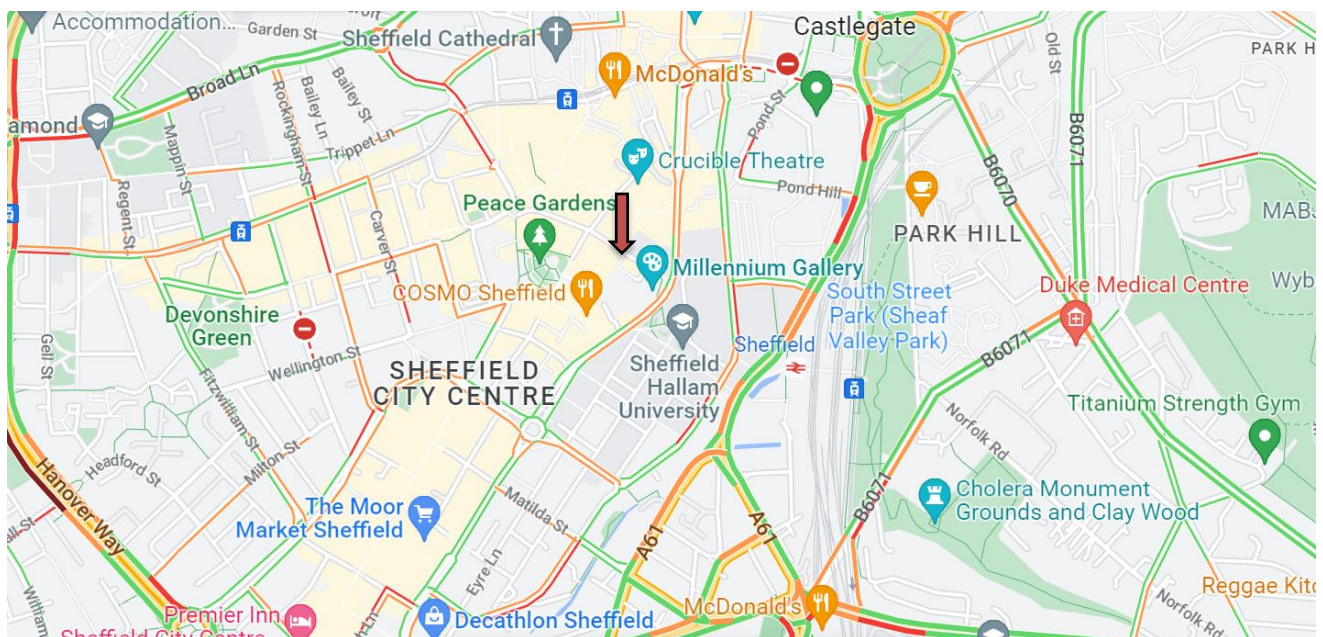 Accommodation...
Garden St
Sheffield Cathedral
Castlegate
Old St
PARK H
Broad Ln
Bailey St
Bailey Ln
Rockingham St
McDonald's
amond
Mappin St
Trippet Ln
Pond St
B6071
Crucible Theatre
Pond Hill
B6070
Regent St
Carver St
Peace Gardens
PARK HILL
MABs
Millennium Gallery
COSMO Sheffield
South Street
Park (Sheaf
Valley Park)
Duke Medical Centre
Wyb
Devonshire
Green
Gell St
Wellington St
Sheffield
B6071
SHEFFIELD
CITY CENTRE
Sheffield
Hallam
University
Fitzwilliam St
Titanium Strength Gym
Norfolk Rd
Headford St
Milton St
Hanover Way
The Moor
Market Sheffield
Matilda St
A61
A61
B6071
Cholera Monument
Grounds and Clay Wood
Eyre Ln
William
Premier Inn
Sheffield City Centre
Decathlon Sheffield
McDonald's
Reggae Kitc
Norfolk Rd